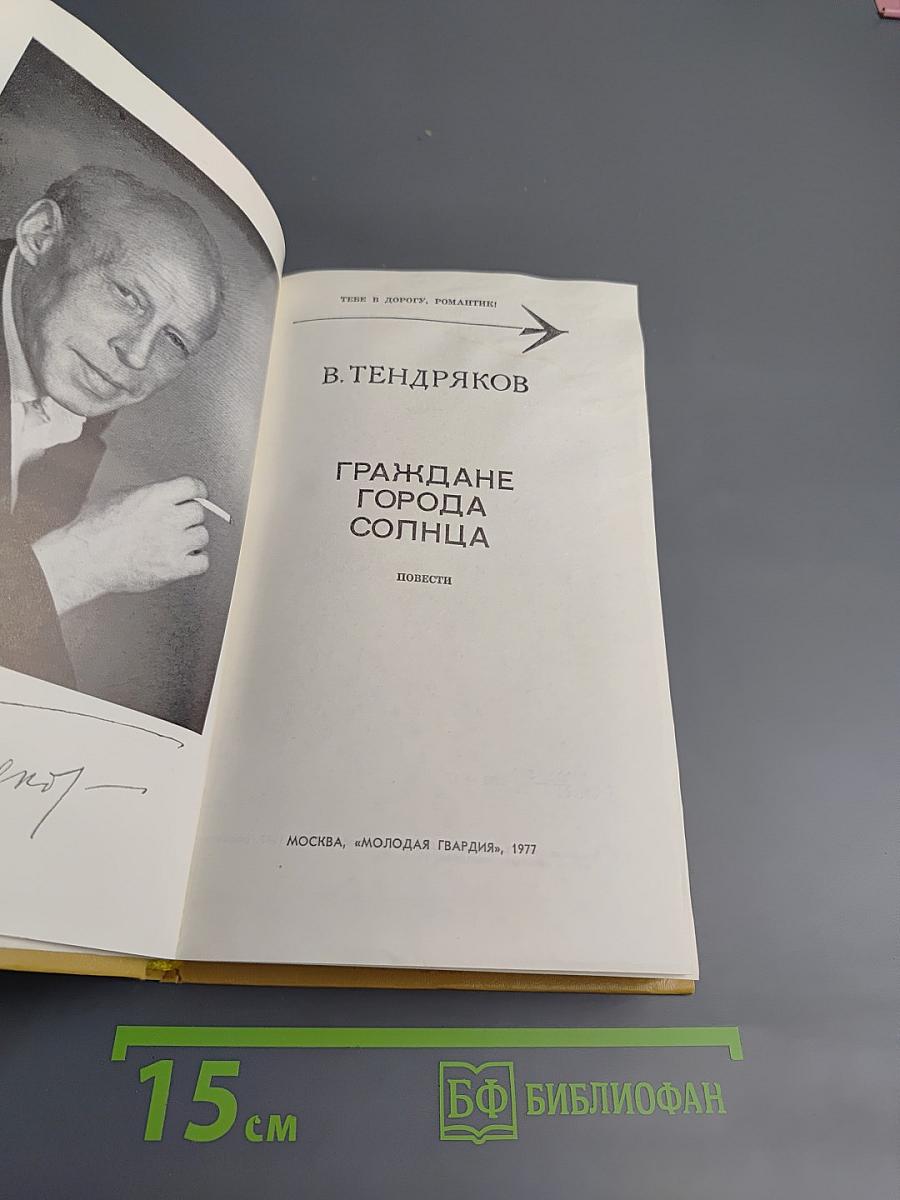 ТЕБЕ В ДОРОГУ, РОМАНТИК!
В. ТЕНДРЯКОВ
ГРАЖДАНЕ
ГОРОДА
СОЛНЦА
ПОВЕСТИ
МОСКВА, «МОЛОДАЯ ГВАРДИЯ», 1977
15 см
БФ БИБЛИОФАН